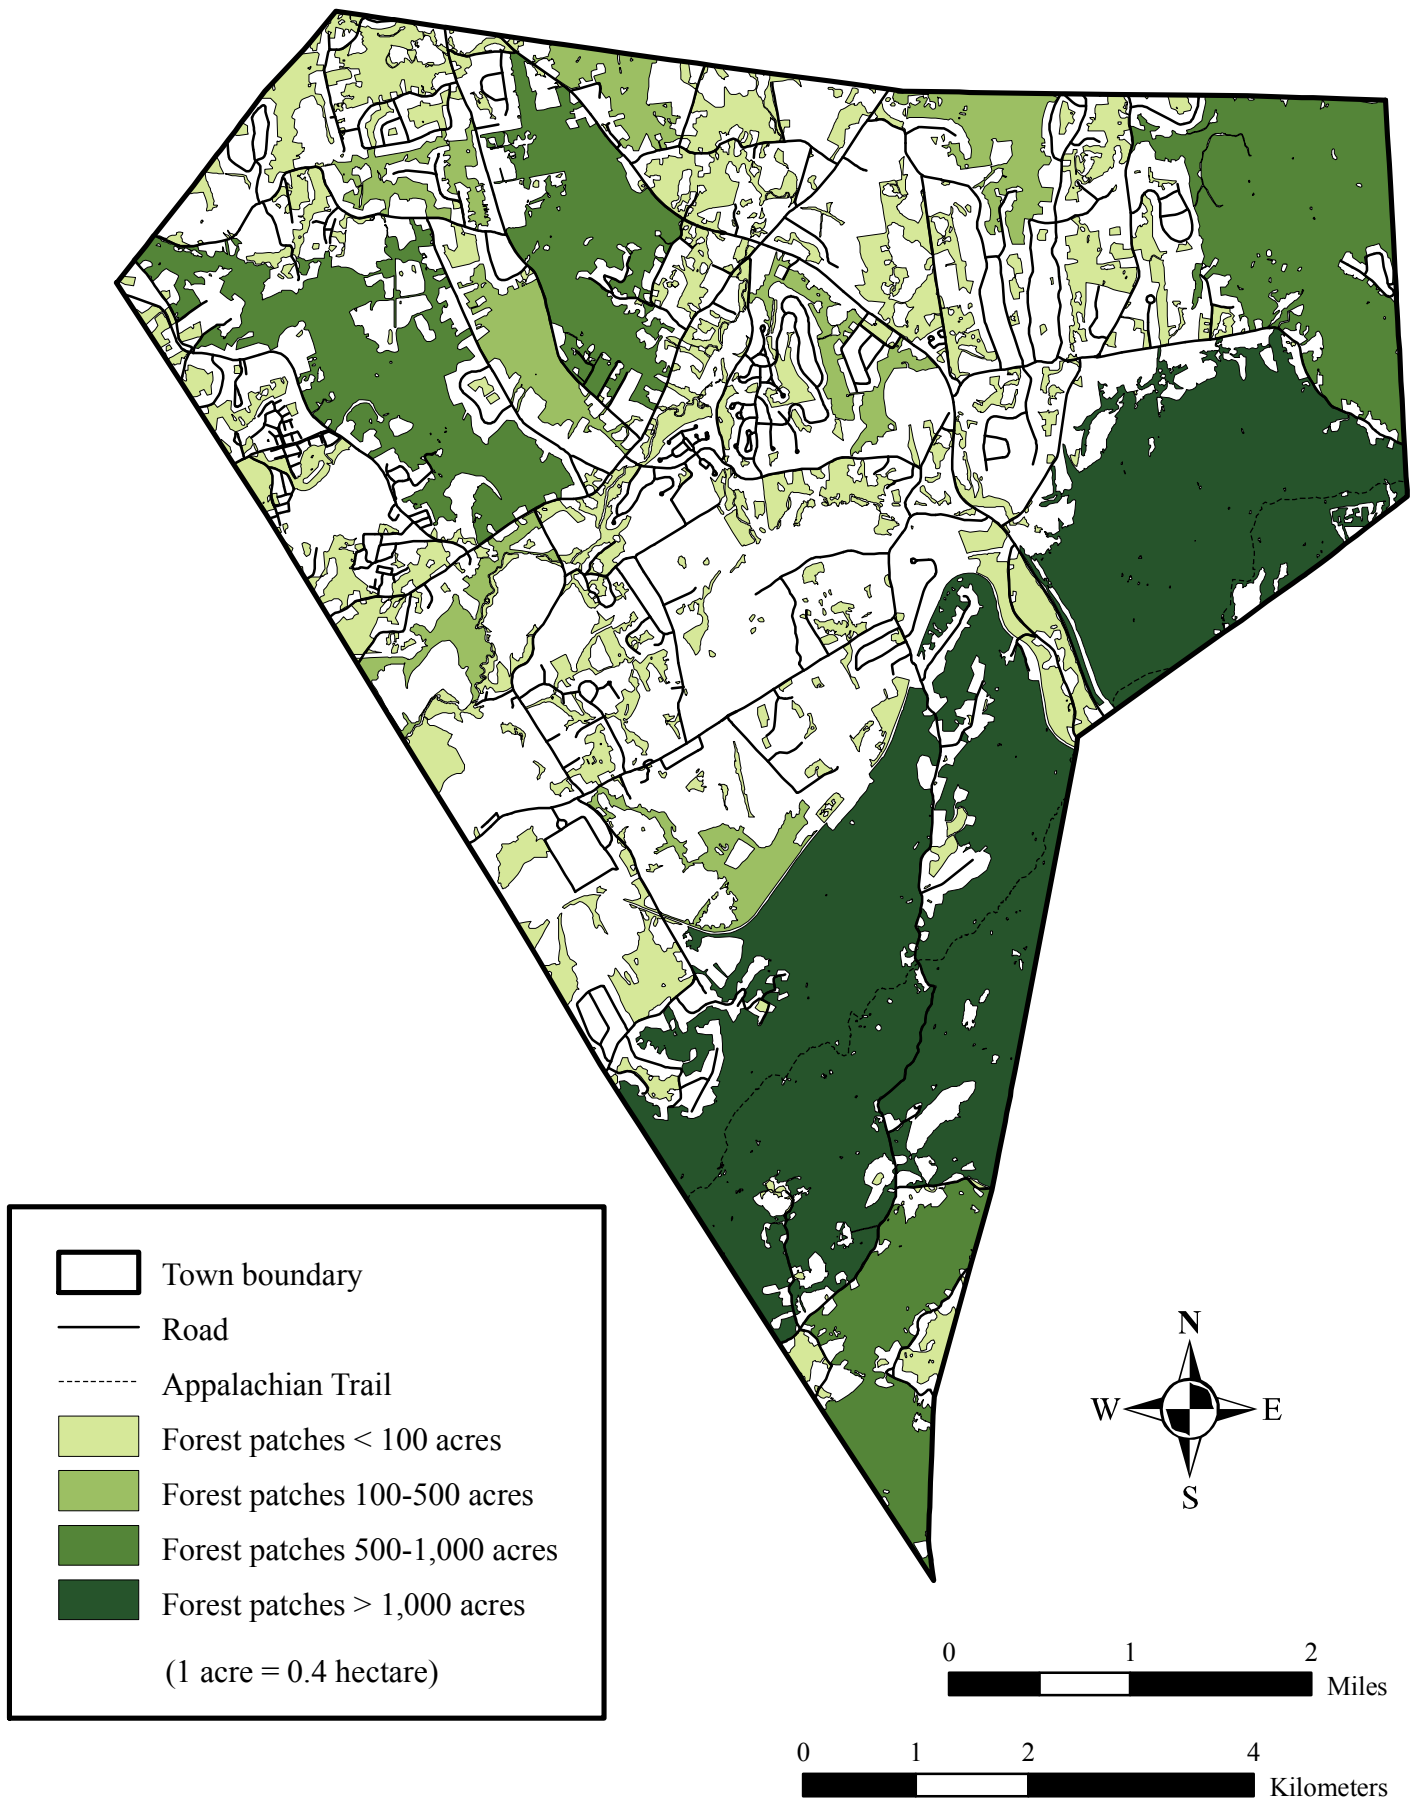 Town boundary
Road
Appalachian Trail
Forest patches < 100 acres
Forest patches 100-500 acres
Forest patches 500-1,000 acres
Forest patches > 1,000 acres
(1 acre = 0.4 hectare)
N
W E
S
0 1 2
Miles
0 1 2 4
Kilometers